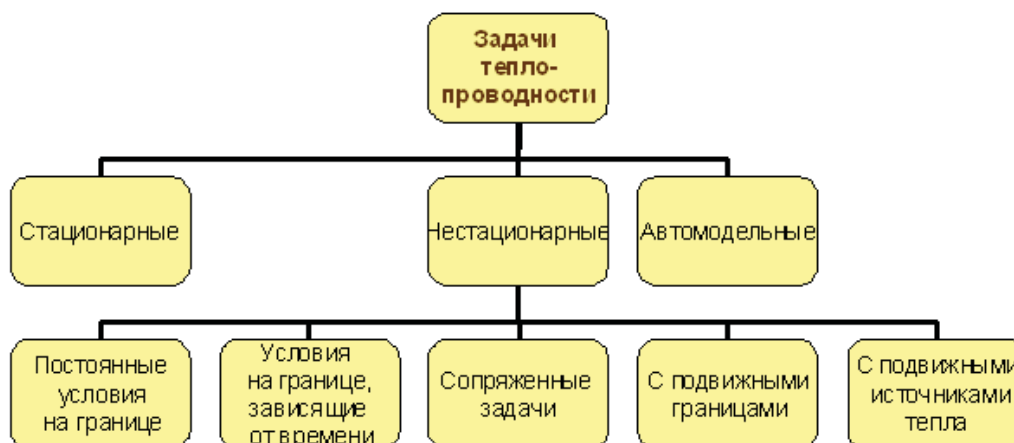 Задачи
тепло-
проводности
Стационарные
Нестационарные
Автомодельные
Постоянные
условия
на границе
Условия
на границе,
зависящие
от времени
Сопряженные
задачи
С подвижными
границами
С подвижными
источниками
тепла